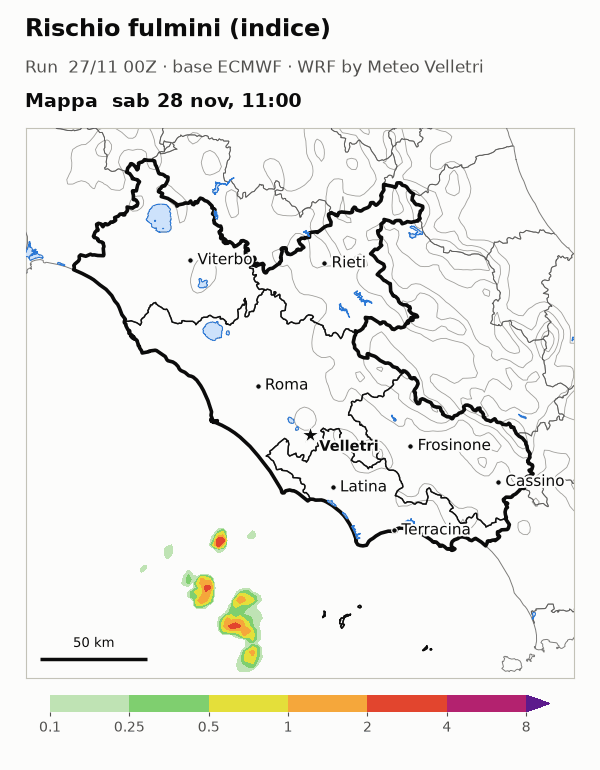 Rischio fulmini (indice)
Run 27/11 00Z · base ECMWF · WRF by Meteo Velletri
Mappa sab 28 nov, 11:00
Viterbo
Rieti
Roma
Velletri
Frosinone
Cassino
Latina
Terracina
50 km
0.1 0.25 0.5 1 2 4 8